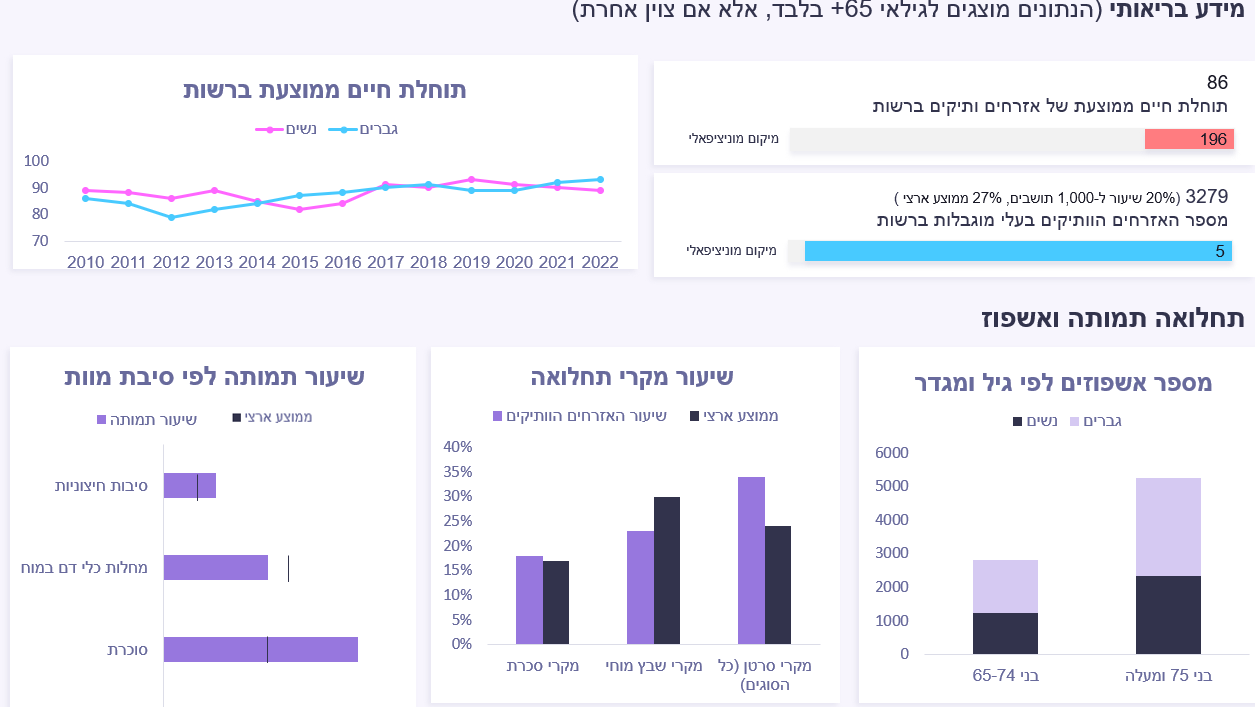 מידע בריאותי (הנתונים מוצגים לגילאי 65+ בלבד, אלא אם צוין אחרת)
86
תוחלת חיים ממוצעת של אזרחים ותיקים ברשות
מיקום מוניציפאלי
196
3279 (20% שיעור ל-1,000 תושבים, 27% ממוצע ארצי )
מספר האזרחים הוותיקים בעלי מוגבלות ברשות
מיקום מוניציפאלי
5
תוחלת חיים ממוצעת ברשות
גברים
נשים
100
90
80
70
2010 2011 2012 2013 2014 2015 2016 2017 2018 2019 2020 2021 2022
תחלואה תמותה ואשפוז
מספר אשפוזים לפי גיל ומגדר
גברים
נשים
6000
5000
4000
3000
2000
1000
0
בני 65-74
בני 75 ומעלה
שיעור מקרי תחלואה
ממוצע ארצי
שיעור האזרחים הוותיקים
40%
35%
30%
25%
20%
15%
10%
5%
0%
מקרי סכרת
מקרי שבץ מוחי
מקרי סרטן (כל
הסוגים)
שיעור תמותה לפי סיבת מוות
ממוצע ארצי
שיעור תמותה
סיבות חיצוניות
מחלות כלי דם במוח
סוכרת